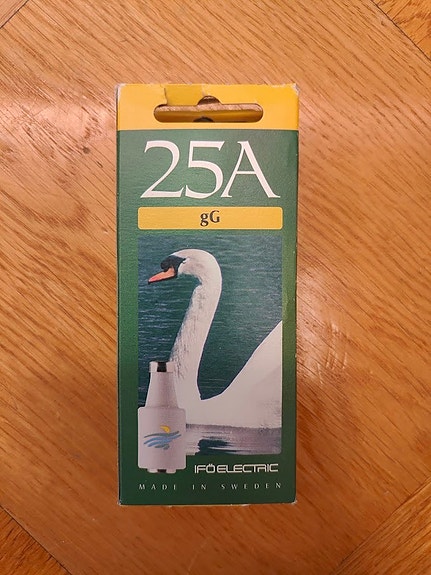 25A
gG
IFÖ ELECTRIC
MADE IN SWEDEN